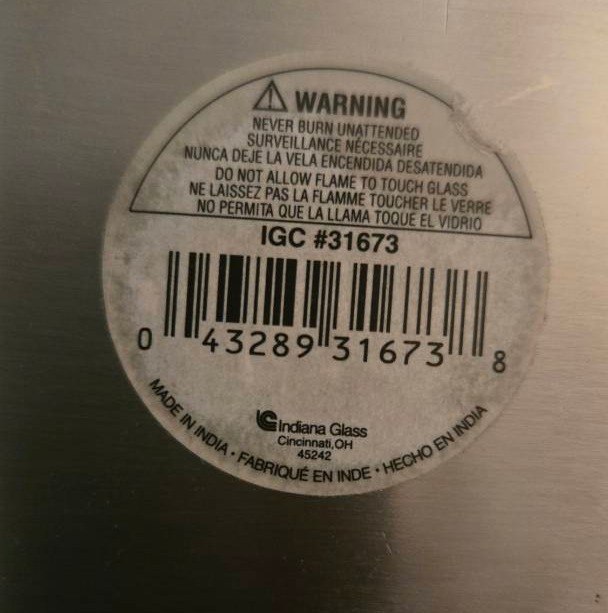 WARNING
NEVER BURN UNATTENDED
SURVEILLANCE NÉCESSAIRE
NUNCA DEJE LA VELA ENCENDIDA DESATENDIDA
DO NOT ALLOW FLAME TO TOUCH GLASS
NE LAISSEZ PAS LA FLAMME TOUCHER LE VERRE
NO PERMITA QUE LA LLAMA TOQUE EL VIDRIO
IGC #31673
0 43289 31673 8
Indiana Glass
Cincinnati,OH
45242
MADE IN INDIA • FABRIQUÉ EN INDE • HECHO EN INDIA